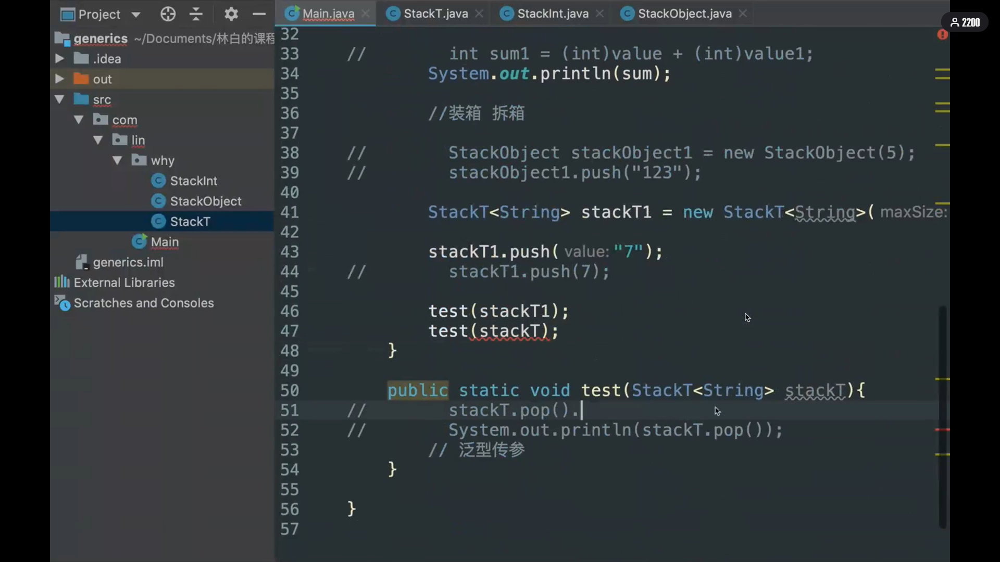 Project
Main.java
StackT.java
StackInt.java
StackObject.java
2200
generics ~/Documents/林白的课程
.idea
out
src
com
lin
why
StackInt
StackObject
StackT
Main
generics.iml
External Libraries
Scratches and Consoles
32
33 // int sum1 = (int)value + (int)value1;
34 System.out.println(sum);
35
36 //装箱 拆箱
37
38 // StackObject stackObject1 = new StackObject(5);
39 // stackObject1.push("123");
40
41 StackT<String> stackT1 = new StackT<String>( maxSize:
42
43 stackT1.push( value: "7");
44 // stackT1.push(7);
45
46 test(stackT1);
47 test(stackT);
48 }
49
50 public static void test(StackT<String> stackT){
51 // stackT.pop().
52 // System.out.println(stackT.pop());
53 // 泛型传参
54 }
55
56 }
57